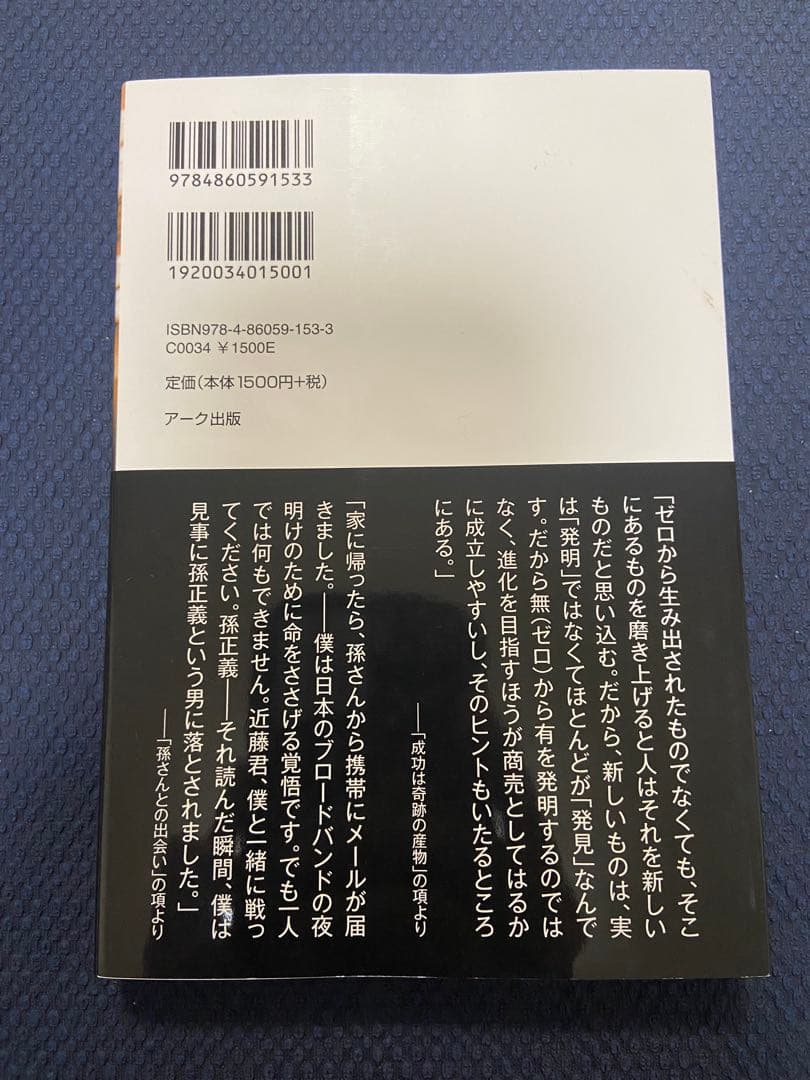 9784860591533
1920034015001
ISBN978-4-86059-153-3
C0034 ￥1500E
定価(本体1500円+税)
アーク出版
「ゼロから生み出されたものでなくても、そこ
にあるものを磨き上げると人はそれを新しい
ものだと思い込む。だから、新しいものは、実
は「発明」ではなくてほとんどが「発見」なんで
す。だから無(ゼロ)から有を発明するのでは
なく、進化を目指すほうが商売としてはるか
に成立しやすいし、そのヒントもいたるところ
にある。」
――「成功は奇跡の産物」の項より
「家に帰ったら、孫さんから携帯にメールが届
きました。――僕は日本のブロードバンドの夜
明けのために命をささげる覚悟です。でも一人
では何もできません。近藤君、僕と一緒に戦っ
てください。孫正義――それ読んだ瞬間、僕は
見事に孫正義という男に落とされました。」
――「孫さんとの出会い」の項より